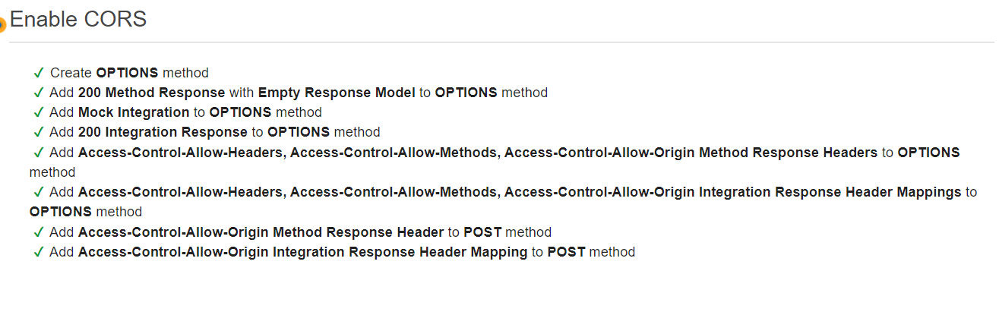 Enable CORS
✓ Create OPTIONS method
✓ Add 200 Method Response with Empty Response Model to OPTIONS method
✓ Add Mock Integration to OPTIONS method
✓ Add 200 Integration Response to OPTIONS method
✓ Add Access-Control-Allow-Headers, Access-Control-Allow-Methods, Access-Control-Allow-Origin Method Response Headers to OPTIONS
method
✓ Add Access-Control-Allow-Headers, Access-Control-Allow-Methods, Access-Control-Allow-Origin Integration Response Header Mappings to
OPTIONS method
✓ Add Access-Control-Allow-Origin Method Response Header to POST method
✓ Add Access-Control-Allow-Origin Integration Response Header Mapping to POST method